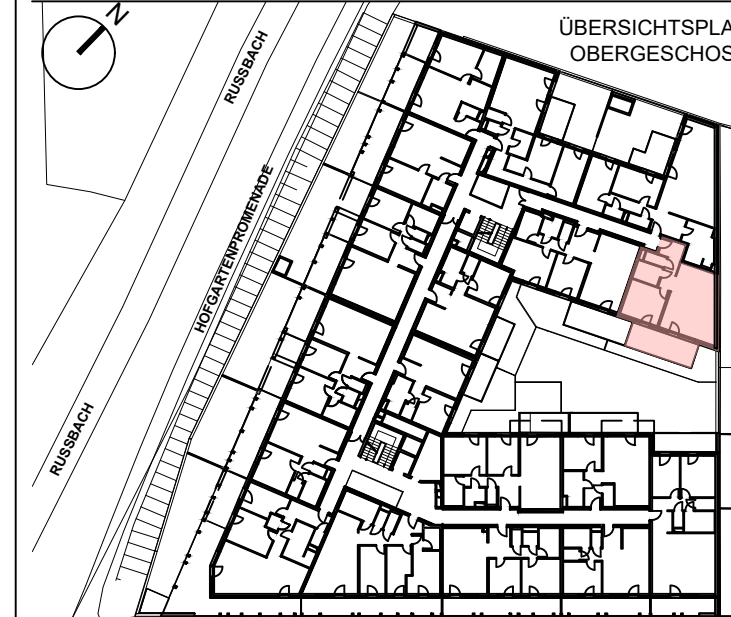 N
ÜBERSICHTSPLA
OBERGESCHOS
RUSSBACH
HOFGARTENPROMENADE
RUSSBACH